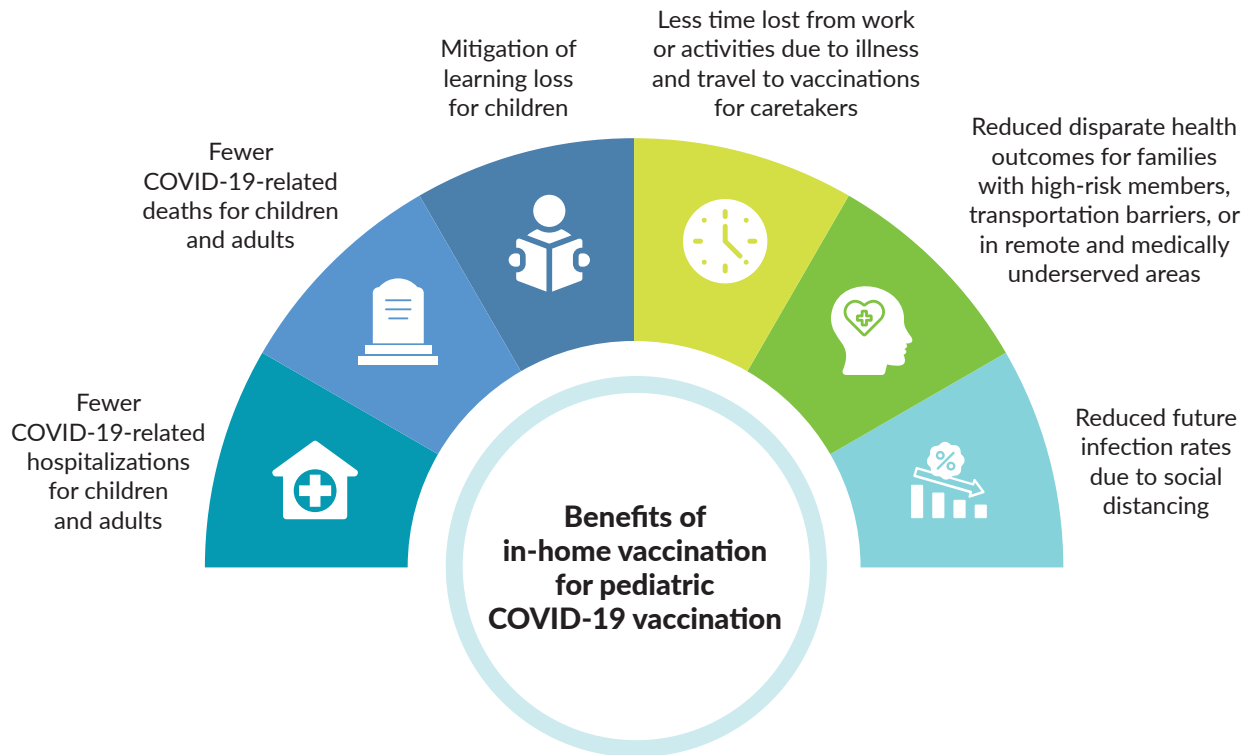 Less time lost from work
or activities due to illness
and travel to vaccinations
for caretakers
Mitigation of
learning loss
for children
Reduced disparate health
outcomes for families
with high-risk members,
transportation barriers, or
in remote and medically
underserved areas
Fewer
COVID-19-related
deaths for children
and adults
Fewer
COVID-19-related
hospitalizations
for children
and adults
Reduced future
infection rates
due to social
distancing
%
Benefits of
in-home vaccination
for pediatric
COVID-19 vaccination